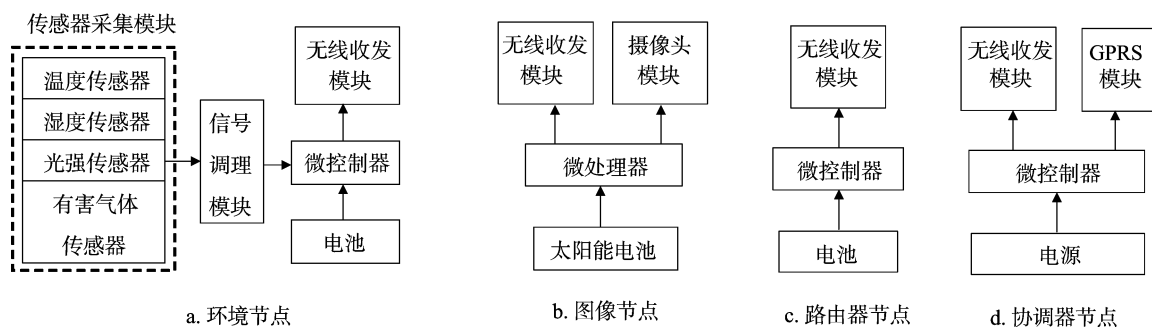 传感器采集模块
温度传感器
湿度传感器
光强传感器
有害气体
传感器
信号
调理
模块
无线收发
模块
微控制器
电池
a. 环境节点
无线收发
模块
摄像头
模块
微处理器
太阳能电池
b. 图像节点
无线收发
模块
微控制器
电池
c. 路由器节点
无线收发
模块
GPRS
模块
微控制器
电源
d. 协调器节点